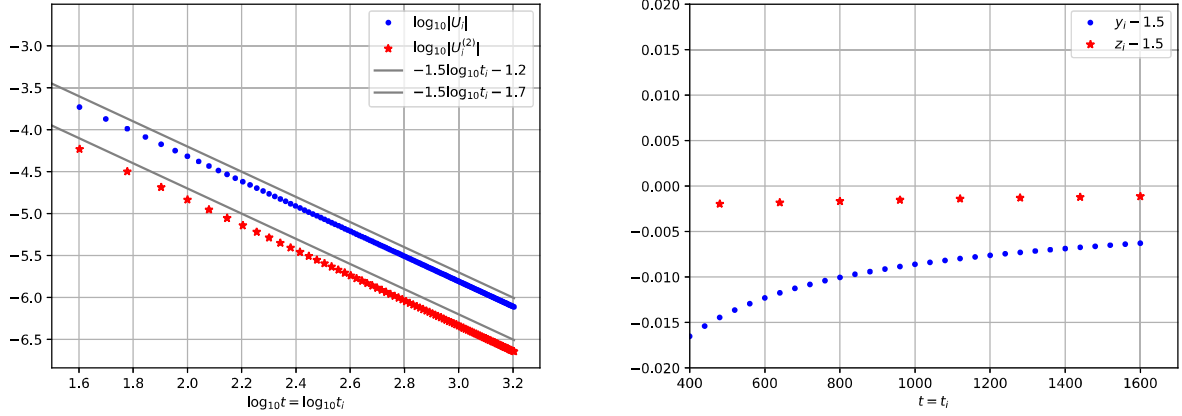 −3.0
−3.5
−4.0
−4.5
−5.0
−5.5
−6.0
−6.5
1.6 1.8 2.0 2.2 2.4 2.6 2.8 3.0 3.2
log₁₀t = log₁₀tᵢ
log₁₀|Uᵢ|
log₁₀|Uᵢ⁽²⁾|
−1.5log₁₀tᵢ − 1.2
−1.5log₁₀tᵢ − 1.7
0.020
0.015
0.010
0.005
0.000
−0.005
−0.010
−0.015
−0.020
400 600 800 1000 1200 1400 1600
t = tᵢ
yᵢ − 1.5
zᵢ − 1.5